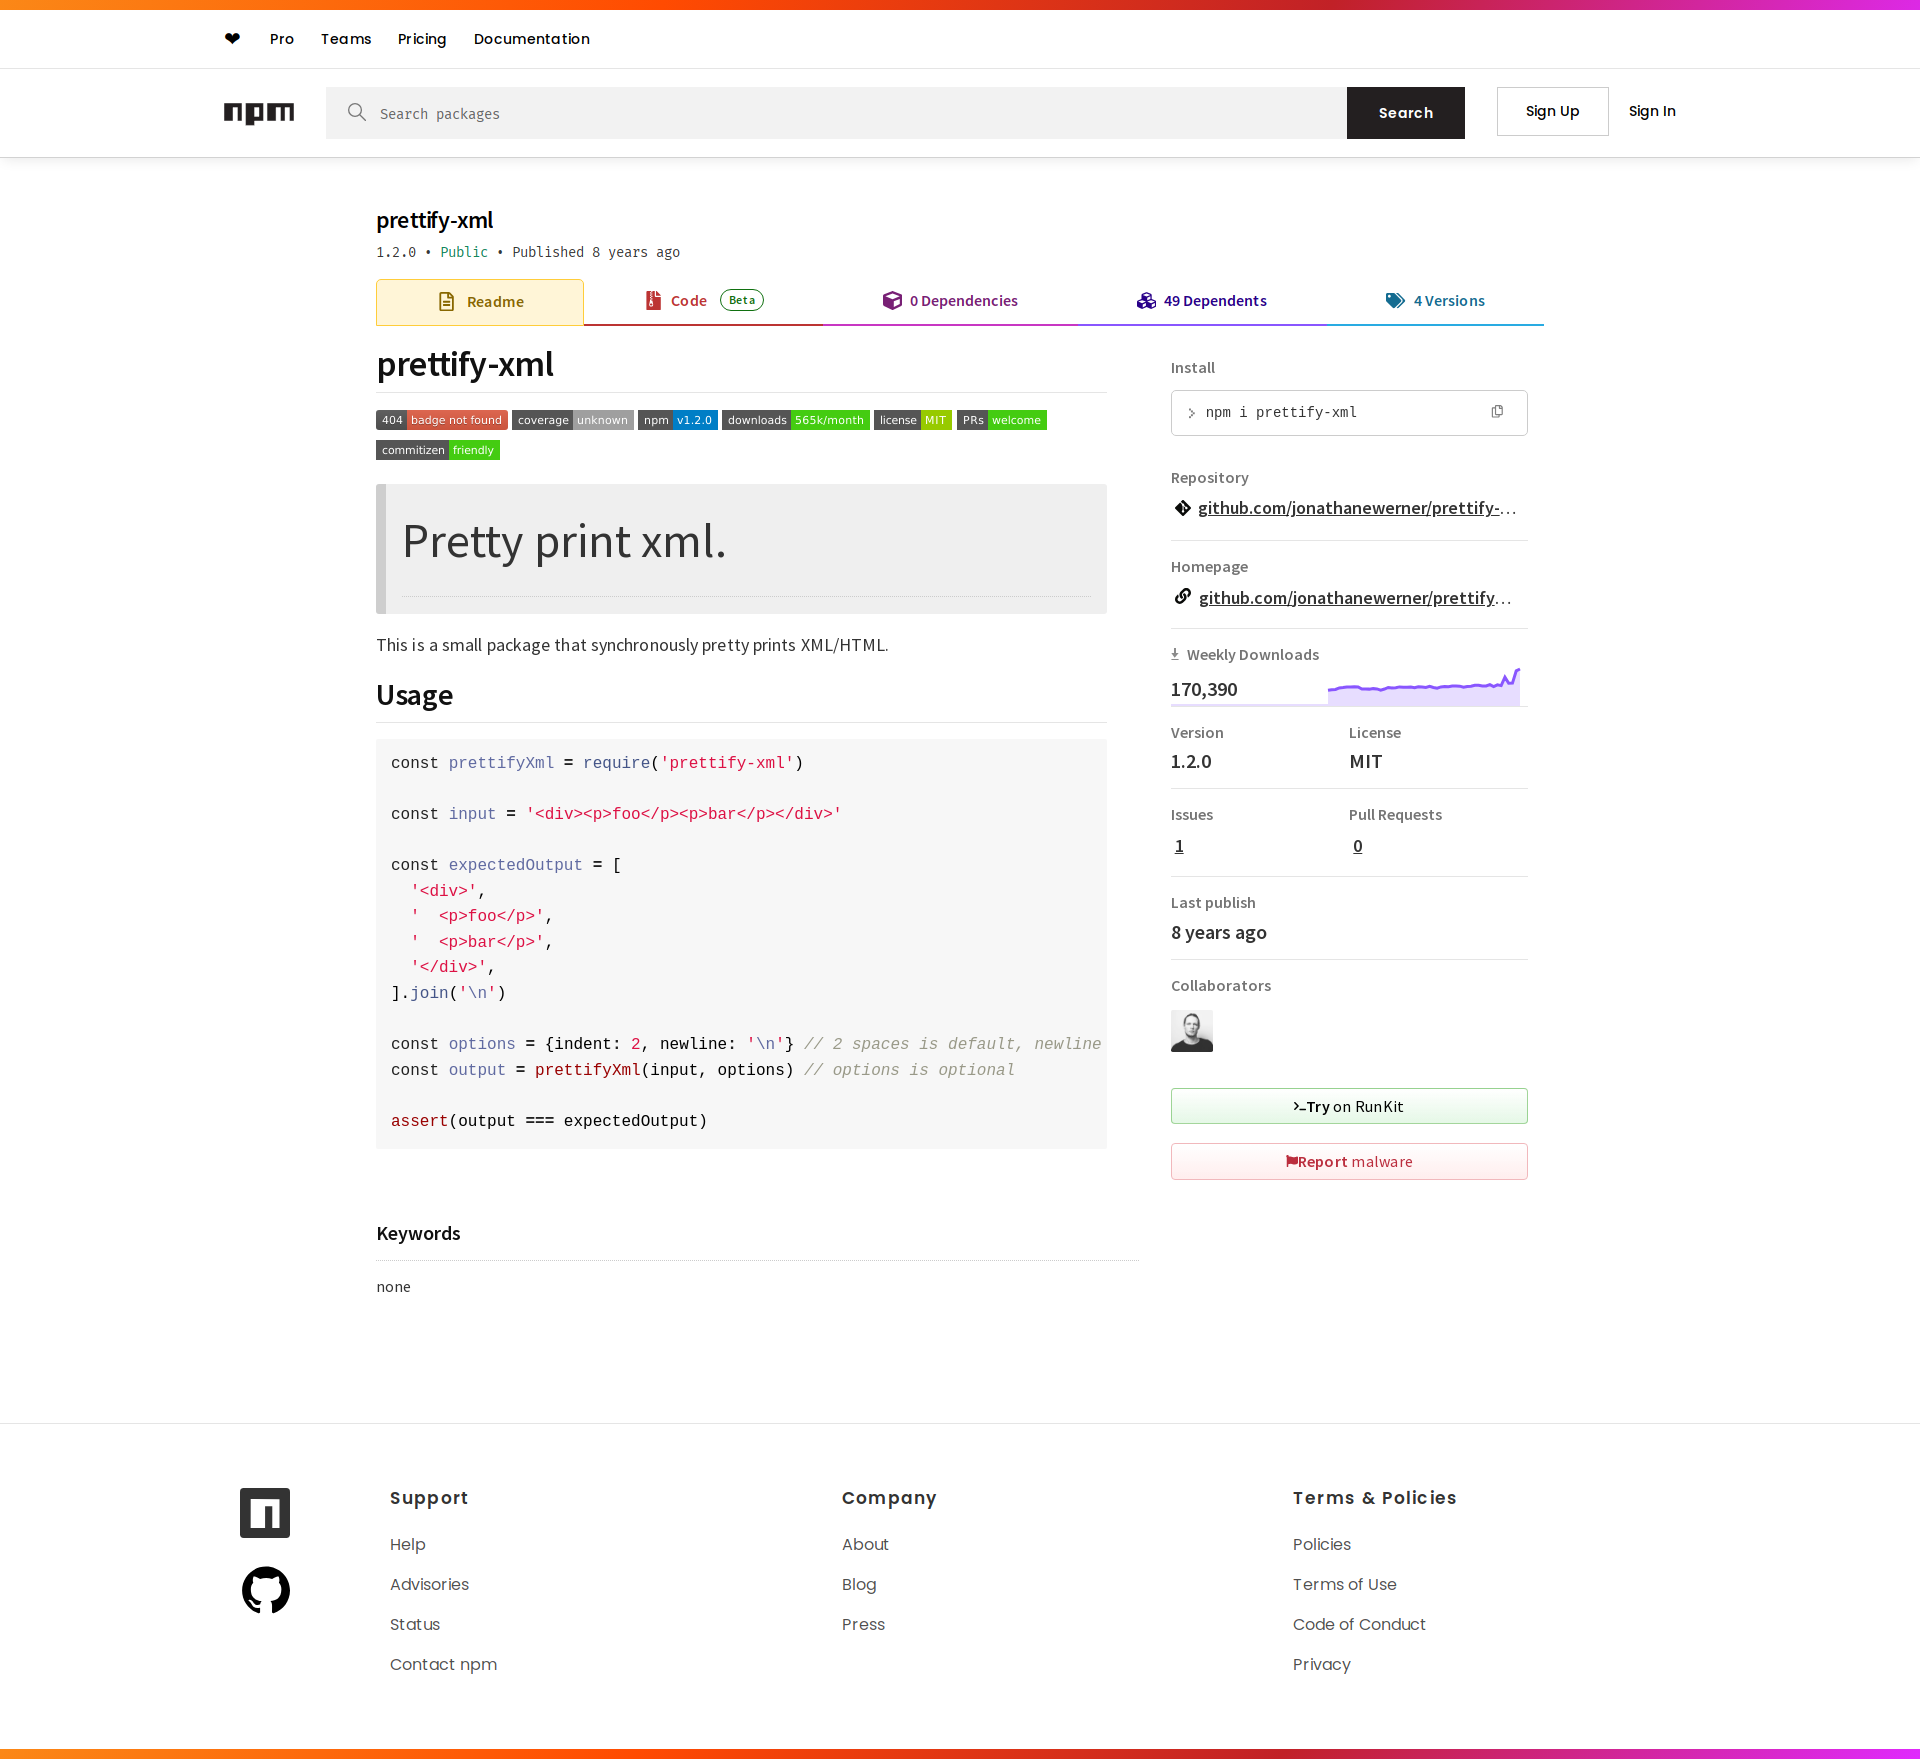 ❤ Pro Teams Pricing Documentation
npm Search packages Search Sign Up Sign In
prettify-xml
1.2.0 • Public • Published 8 years ago
Readme Code Beta 0 Dependencies 49 Dependents 4 Versions
prettify-xml
404 badge not found coverage unknown npm v1.2.0 downloads 565k/month license MIT PRs welcome
commitizen friendly
Pretty print xml.
This is a small package that synchronously pretty prints XML/HTML.
Usage
const prettifyXml = require('prettify-xml')
const input = '<div><p>foo</p><p>bar</p></div>'
const expectedOutput = [
  '<div>',
  '  <p>foo</p>',
  '  <p>bar</p>',
  '</div>',
].join('\n')
const options = {indent: 2, newline: '\n'} // 2 spaces is default, newline
const output = prettifyXml(input, options) // options is optional
assert(output === expectedOutput)
Keywords
none
Install
npm i prettify-xml
Repository
github.com/jonathanewerner/prettify-…
Homepage
github.com/jonathanewerner/prettify…
Weekly Downloads
170,390
Version License
1.2.0 MIT
Issues Pull Requests
1 0
Last publish
8 years ago
Collaborators
Try on RunKit
Report malware
Support
Help
Advisories
Status
Contact npm
Company
About
Blog
Press
Terms & Policies
Policies
Terms of Use
Code of Conduct
Privacy